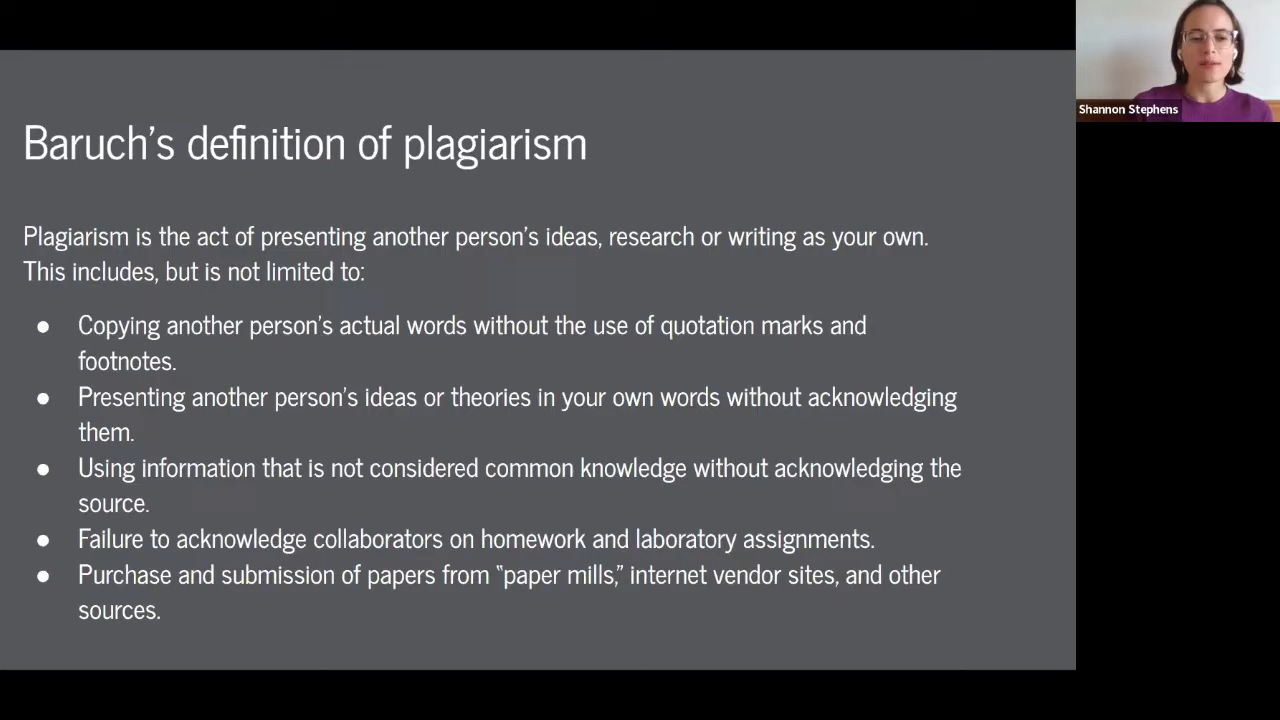 Baruch’s definition of plagiarism
Plagiarism is the act of presenting another person’s ideas, research or writing as your own.
This includes, but is not limited to:
● Copying another person’s actual words without the use of quotation marks and
footnotes.
● Presenting another person’s ideas or theories in your own words without acknowledging
them.
● Using information that is not considered common knowledge without acknowledging the
source.
● Failure to acknowledge collaborators on homework and laboratory assignments.
● Purchase and submission of papers from “paper mills,” internet vendor sites, and other
sources.
Shannon Stephens